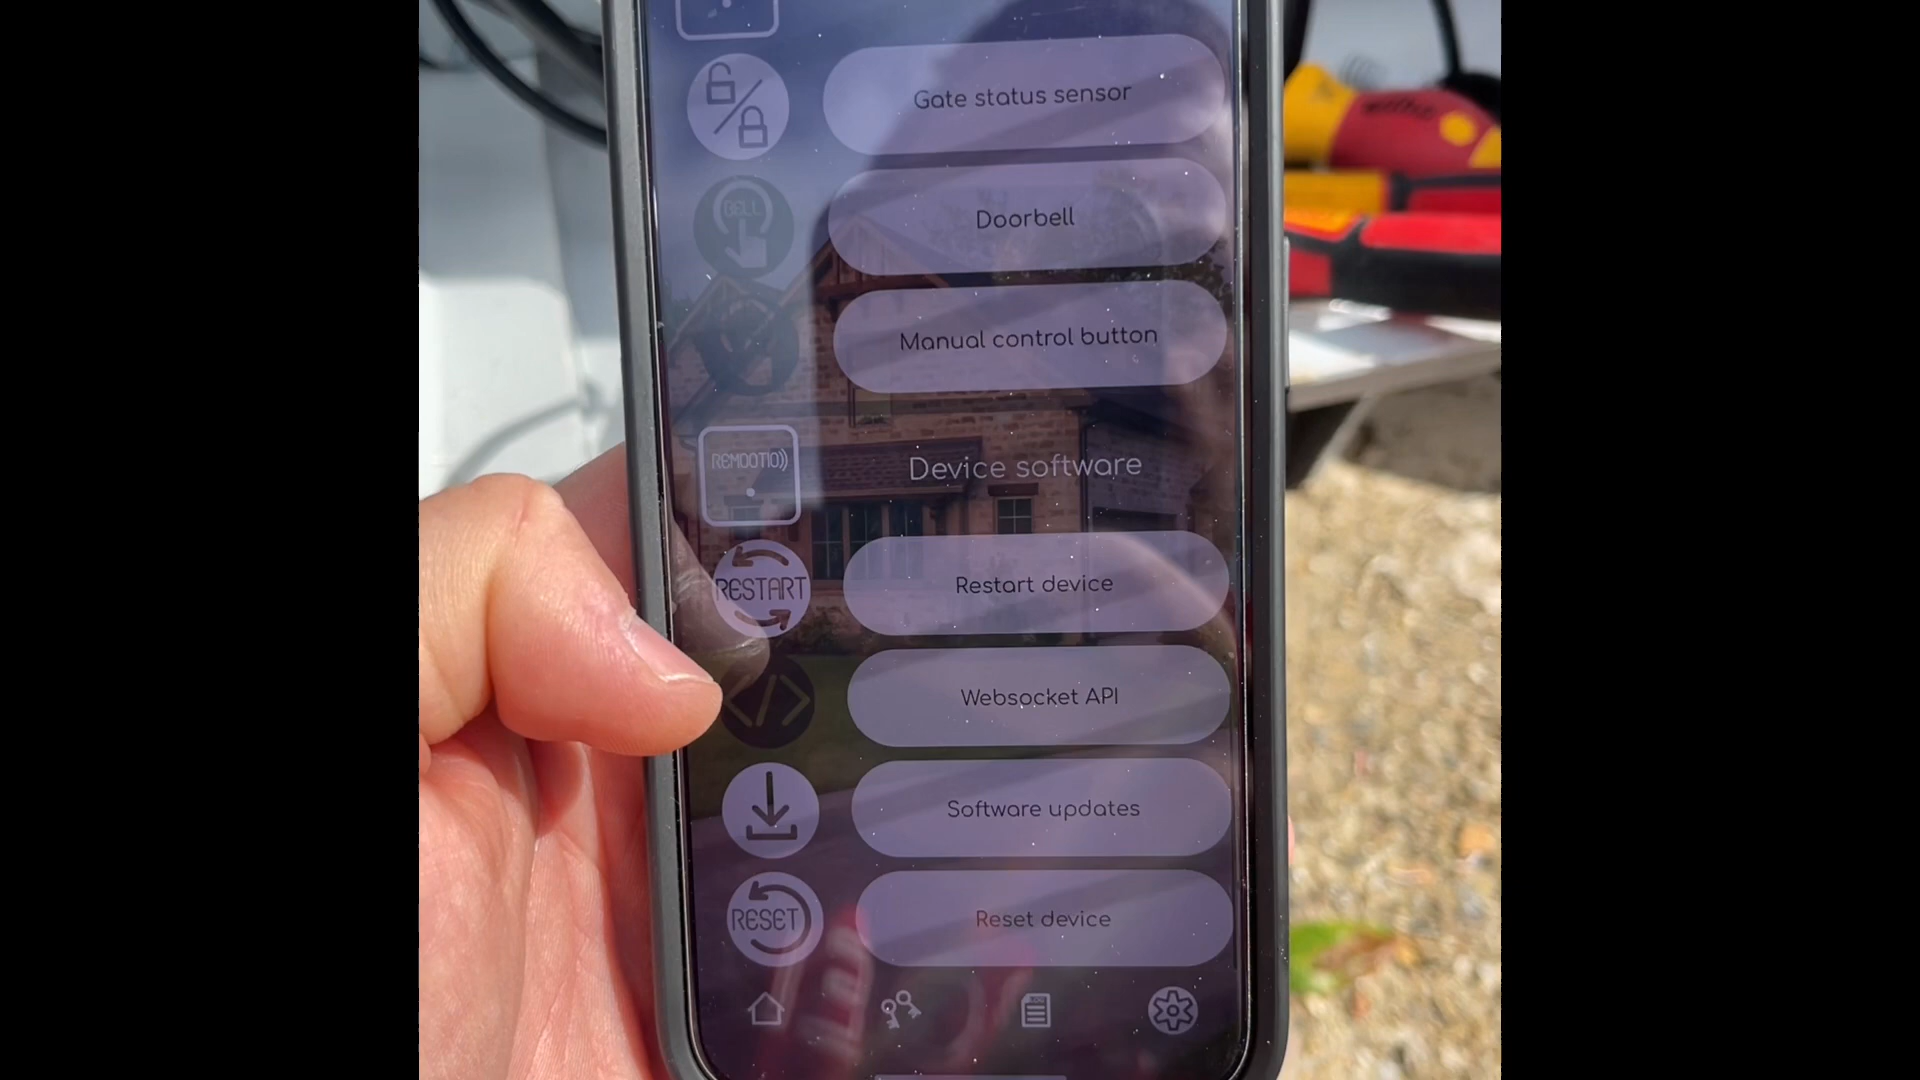 Gate status sensor
BELL
Doorbell
Manual control button
REMOOTIO
Device software
RESTART
Restart device
Websocket API
Software updates
RESET
Reset device